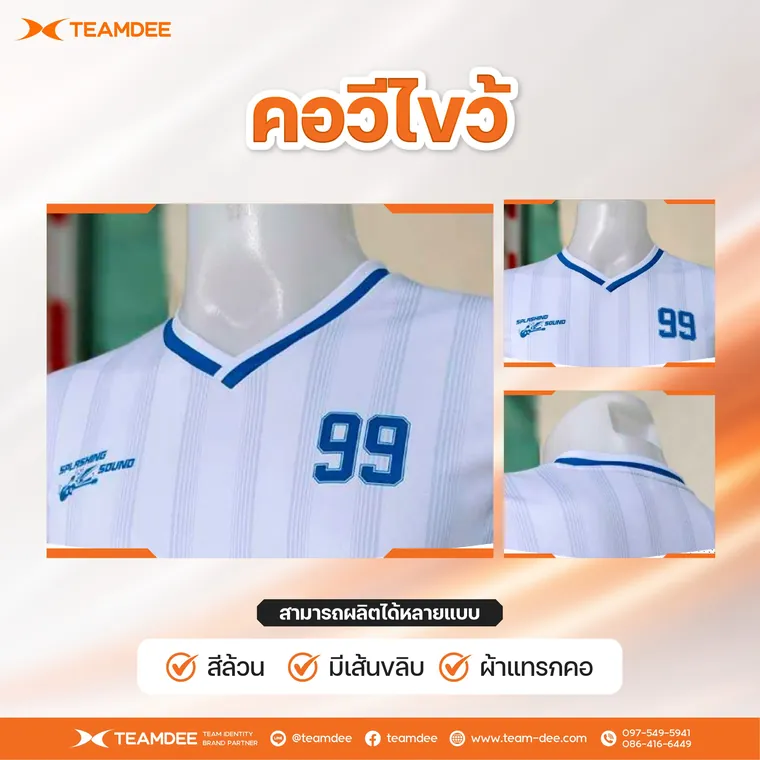 TEAMDEE
คอวีไขว้
SPLASHING
SOUND
99
SPLASHING
SOUND
99
สามารถผลิตได้หลายแบบ
สีล้วน
มีเส้นขลิบ
ผ้าแทรกคอ
TEAMDEE
TEAM IDENTITY
BRAND PARTNER
@teamdee
teamdee
www.team-dee.com
097-549-5941
086-416-6449